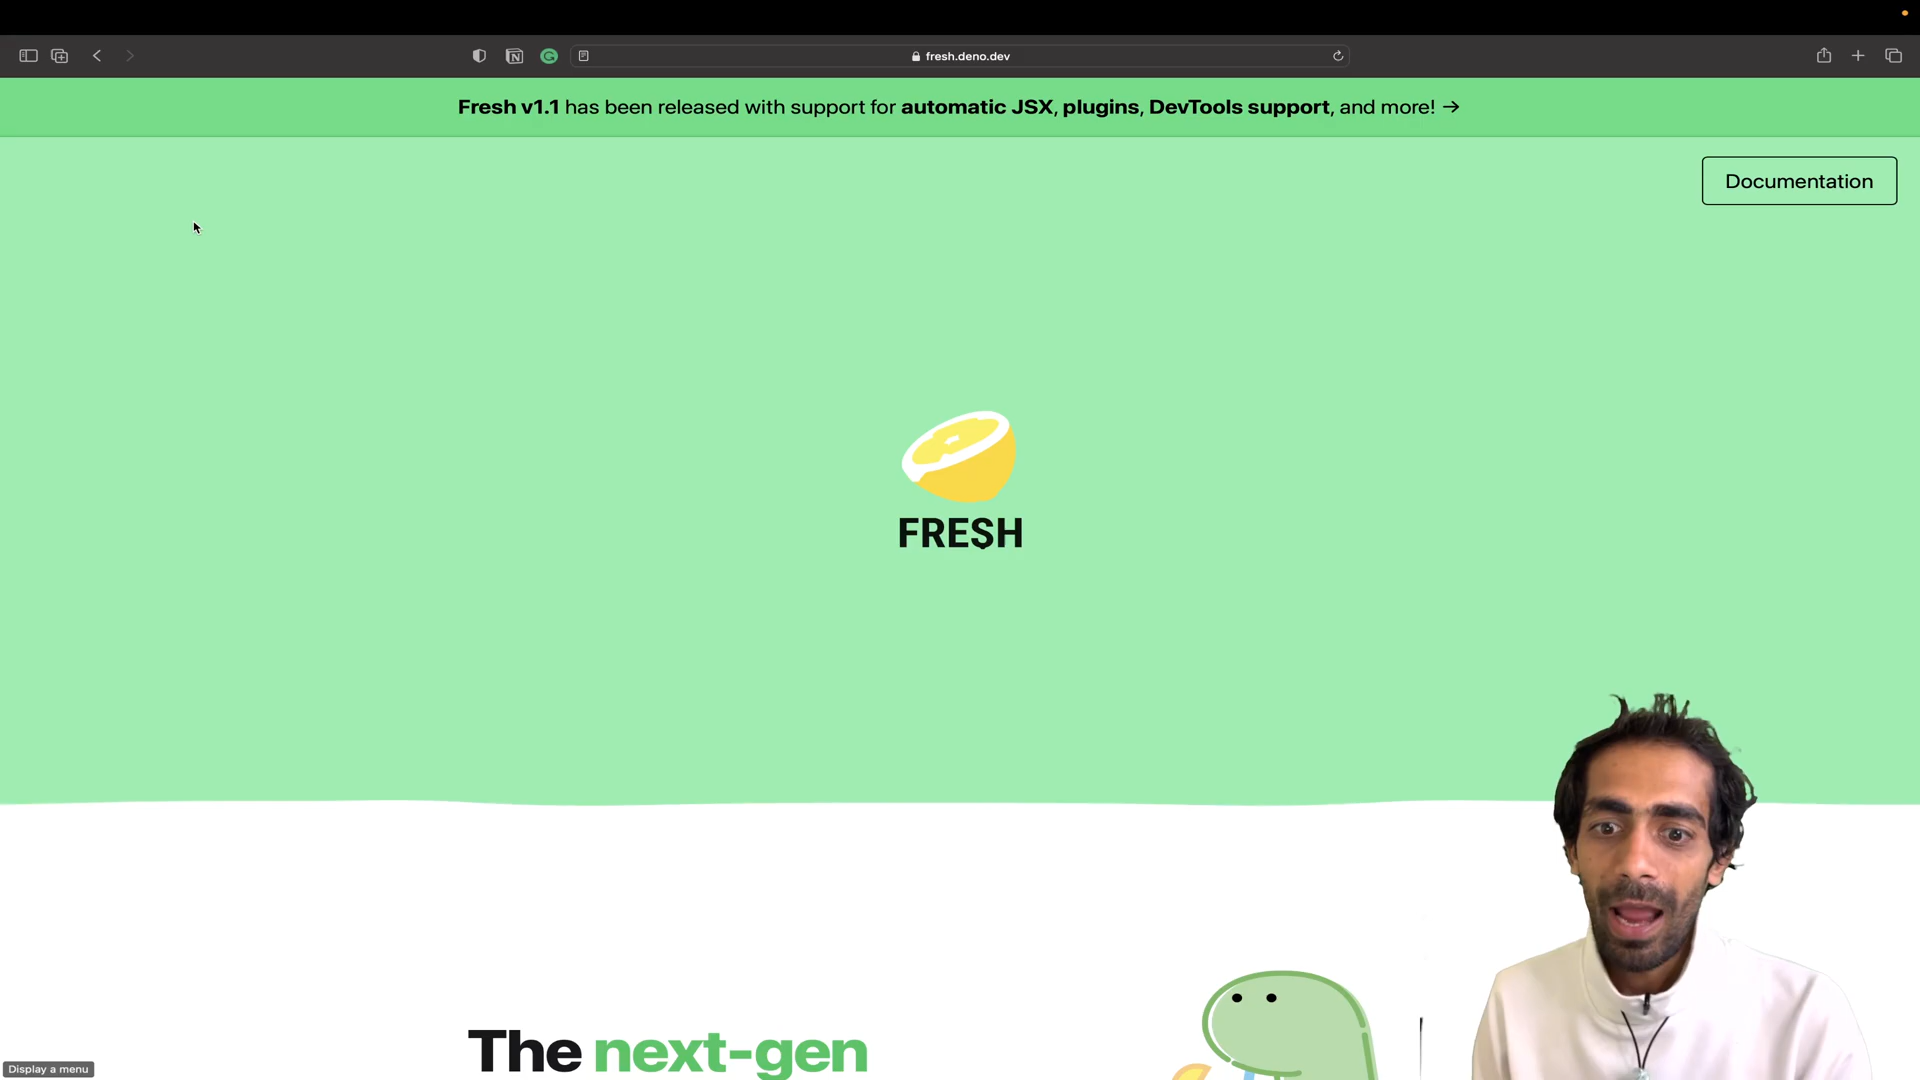 fresh.deno.dev
Fresh v1.1 has been released with support for automatic JSX, plugins, DevTools support, and more! →
Documentation
FRESH
The next-gen
Display a menu